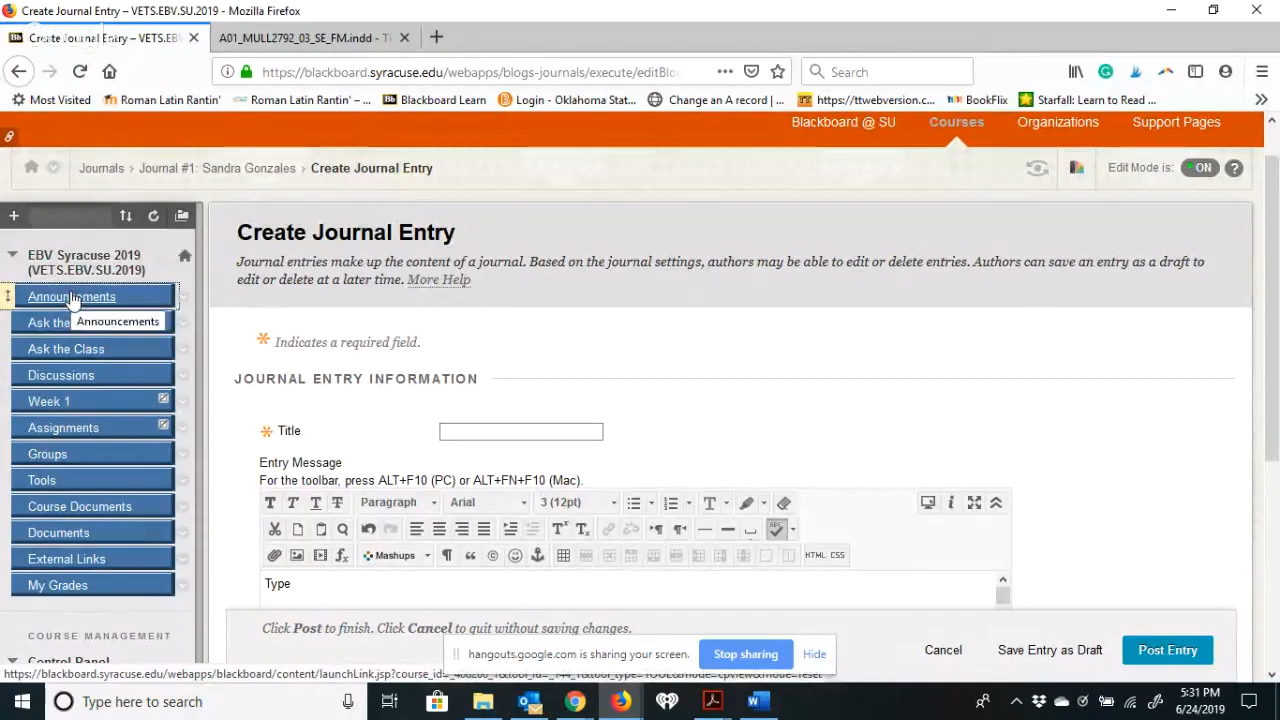 Create Journal Entry – VETS.EBV.SU.2019 - Mozilla Firefox
Create Journal Entry – VETS.EBV
A01_MULL2792_03_SE_FM.indd -
https://blackboard.syracuse.edu/webapps/blogs-journals/execute/editBlo
Search
Most Visited
Roman Latin Rantin'
Roman Latin Rantin' – ...
Blackboard Learn
Login - Oklahoma Stat...
Change an A record | ...
https://ttwebversion.c...
BookFlix
Starfall: Learn to Read ...
Blackboard @ SU
Courses
Organizations
Support Pages
Journals › Journal #1: Sandra Gonzales › Create Journal Entry
Edit Mode is: ON ?
EBV Syracuse 2019
(VETS.EBV.SU.2019)
Announcements
Ask the
Announcements
Ask the Class
Discussions
Week 1
Assignments
Groups
Tools
Course Documents
Documents
External Links
My Grades
COURSE MANAGEMENT
Control Panel
Create Journal Entry
Journal entries make up the content of a journal. Based on the journal settings, authors may be able to edit or delete entries. Authors can save an entry as a draft to
edit or delete at a later time. More Help
Indicates a required field.
JOURNAL ENTRY INFORMATION
Title
Entry Message
For the toolbar, press ALT+F10 (PC) or ALT+FN+F10 (Mac).
T T T T Paragraph Arial 3 (12pt)
Mashups
HTML CSS
Type
Click Post to finish. Click Cancel to quit without saving changes.
hangouts.google.com is sharing your screen.
Stop sharing
Hide
Cancel
Save Entry as Draft
Post Entry
Type here to search
5:31 PM
6/24/2019